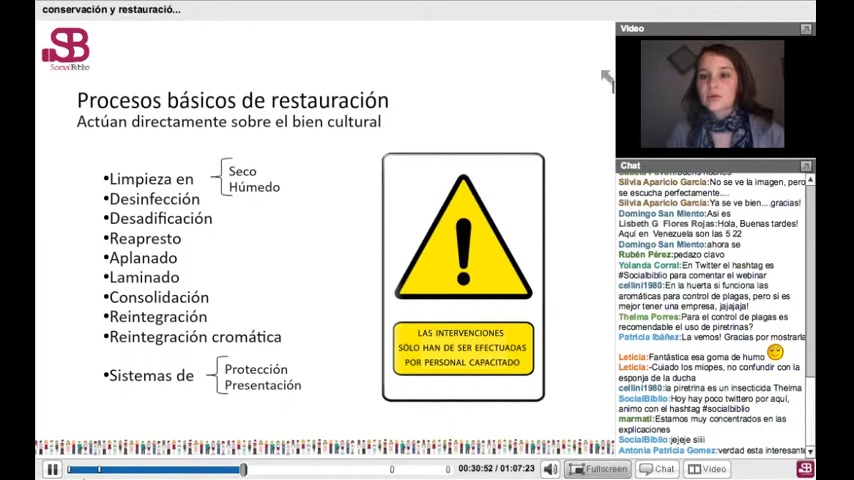 conservación y restauració...
SB
SocialBiblio
Procesos básicos de restauración
Actúan directamente sobre el bien cultural
•Limpieza en
Seco
Húmedo
•Desinfección
•Desadificación
•Reapresto
•Aplanado
•Laminado
•Consolidación
•Reintegración
•Reintegración cromática
•Sistemas de
Protección
Presentación
!
LAS INTERVENCIONES
SÓLO HAN DE SER EFECTUADAS
POR PERSONAL CAPACITADO
Video
Chat
Silvia Aparicio García:No se ve la imagen, pero
se escucha perfectamente....
Silvia Aparicio García:Ya se ve bien....gracias!
Domingo San Miento:Asi es
Lisbeth G Flores Rojas:Hola, Buenas tardes!
Aquí en Venezuela son las 5 22
Domingo San Miento:ahora se
Rubén Pérez:pedazo clavo
Yolanda Corral:En Twitter el hashtag es
#Socialbiblio para comentar el webinar
cellini1980:En la huerta si funciona las
aromáticas para control de plagas, pero si es
mejor tener una empresa, jajajaja!
Thelma Porres:Para el control de plagas es
recomendable el uso de piretrinas?
Patricia Ibáñez:La vemos! Gracias por mostrarla
Leticia:Fantástica esa goma de humo
Leticia:-Cuiado los miopes, no confundir con la
esponja de la ducha
cellini1980:la piretrina es un insecticida Thelma
SocialBiblio:Hoy hay poco twittero por aquí,
animo con el hashtag #socialbiblio
marmati:Estamos muy concentrados en las
explicaciones
SocialBiblio:jejeje siii
Antonia Patricia Gomez:verdad esta interesante
00:30:52 / 01:07:23
Fullscreen
Chat
Video
SB